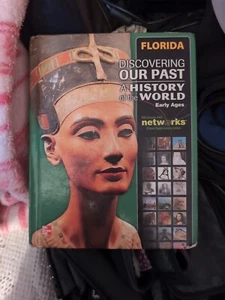 FLORIDA
DISCOVERING
OUR PAST
A HISTORY
of the WORLD
Early Ages
networks